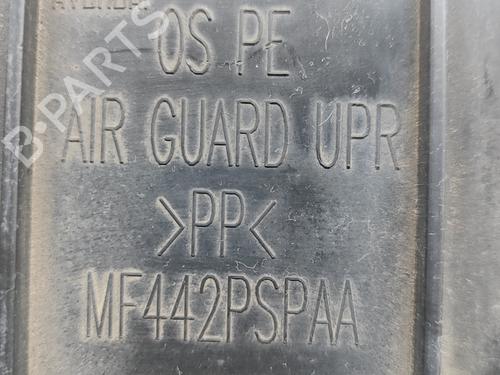 OS PE
AIR GUARD UPR
>PP<
MF442PSPAA
B-PARTS